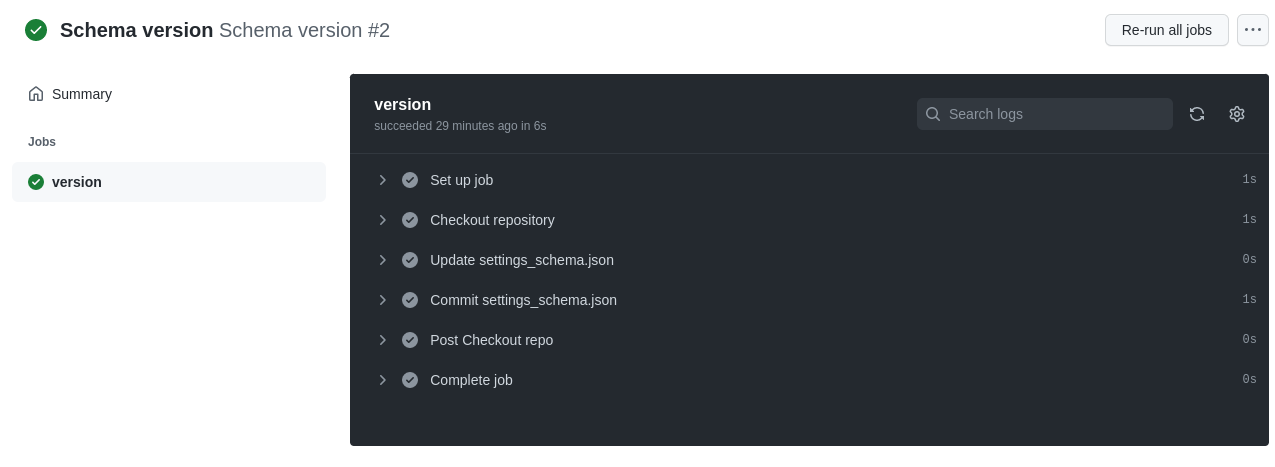 Schema version Schema version #2
Re-run all jobs
Summary
Jobs
version
version
succeeded 29 minutes ago in 6s
Search logs
Set up job 1s
Checkout repository 1s
Update settings_schema.json 0s
Commit settings_schema.json 1s
Post Checkout repo 0s
Complete job 0s